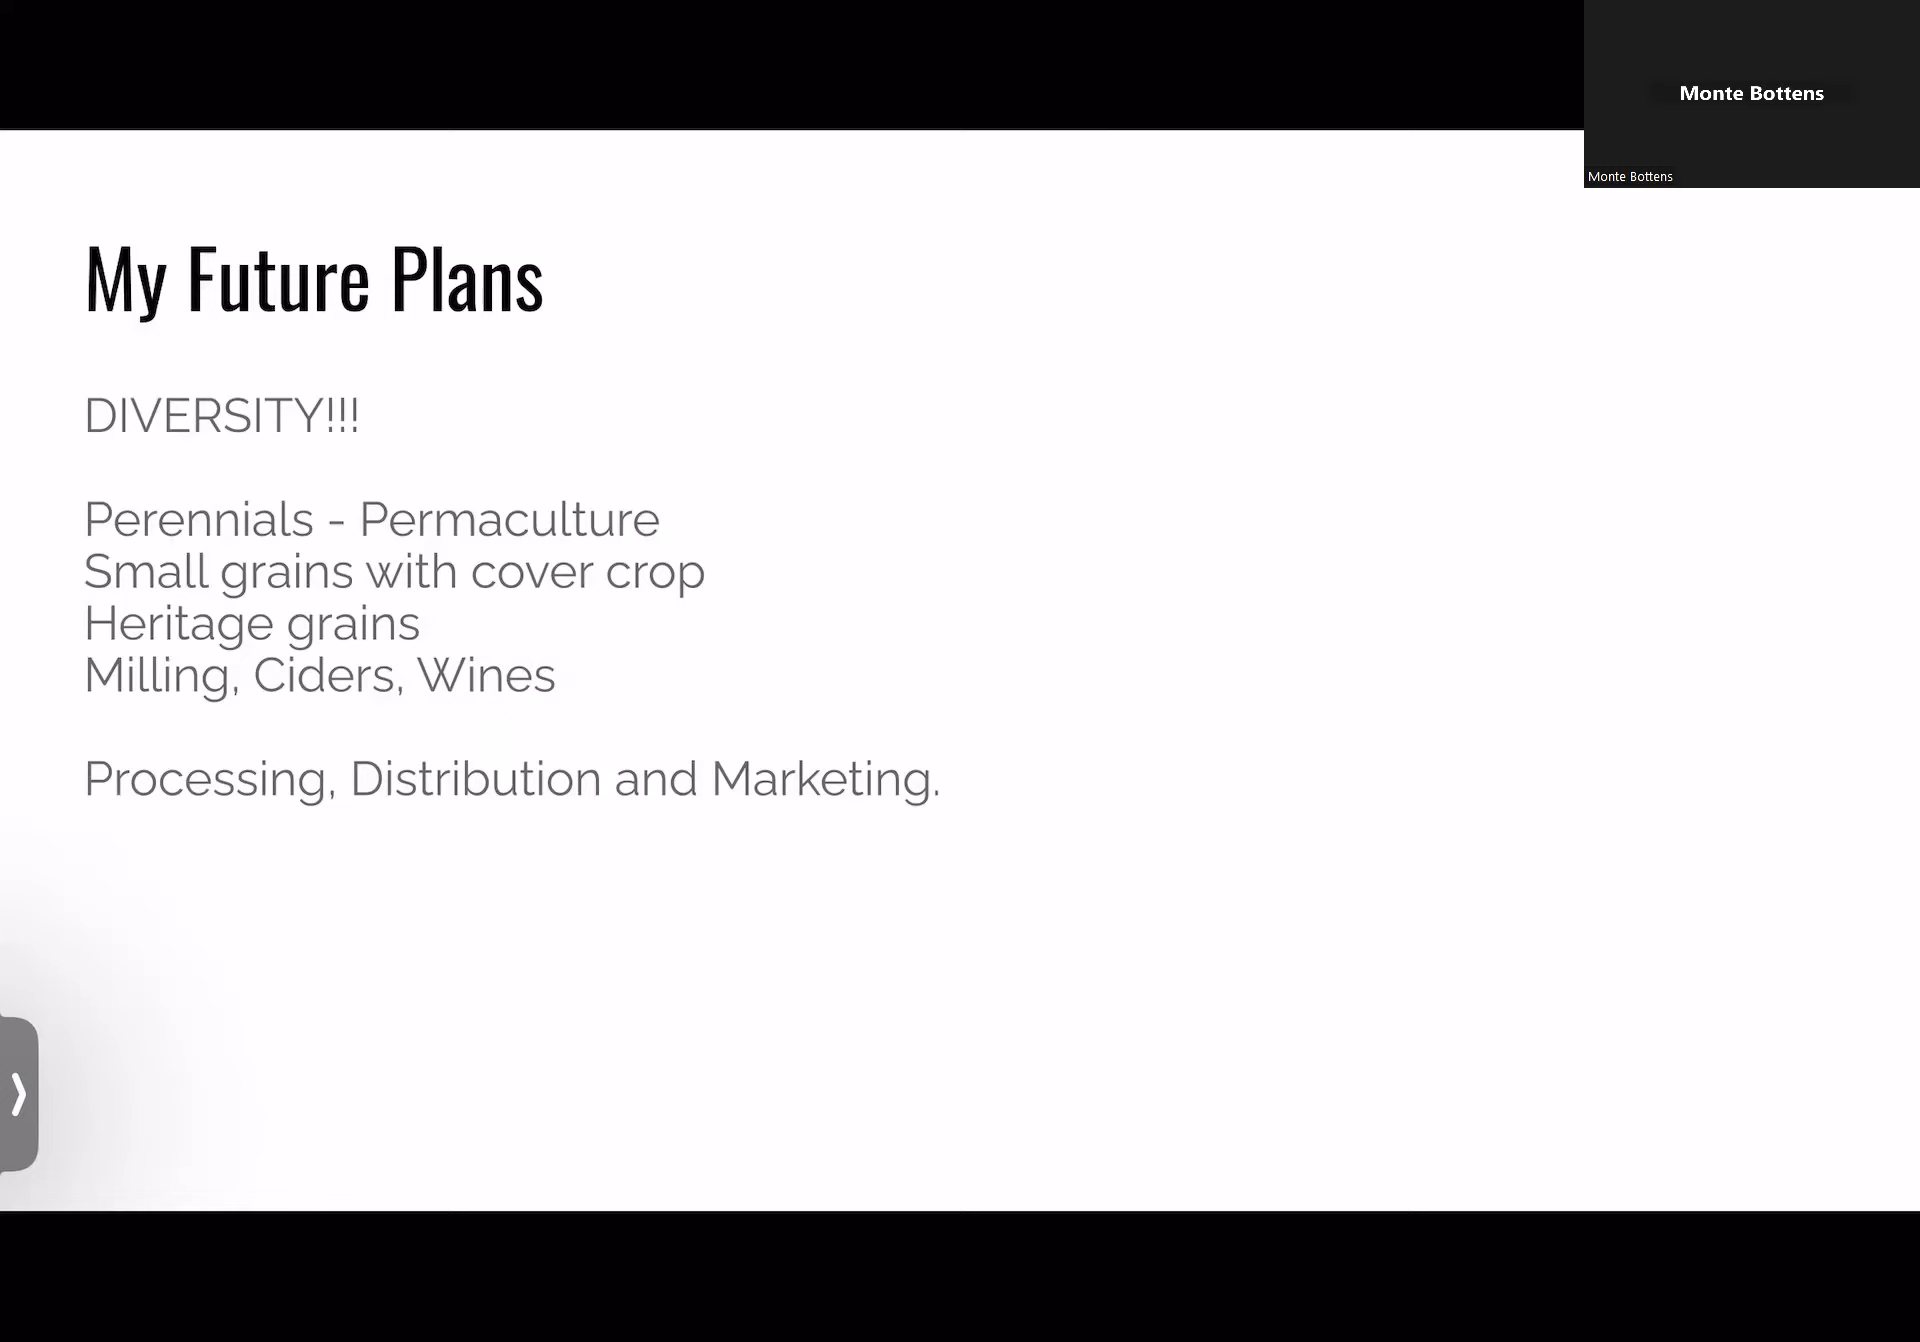 Monte Bottens
Monte Bottens
My Future Plans
DIVERSITY!!!
Perennials - Permaculture
Small grains with cover crop
Heritage grains
Milling, Ciders, Wines
Processing, Distribution and Marketing.